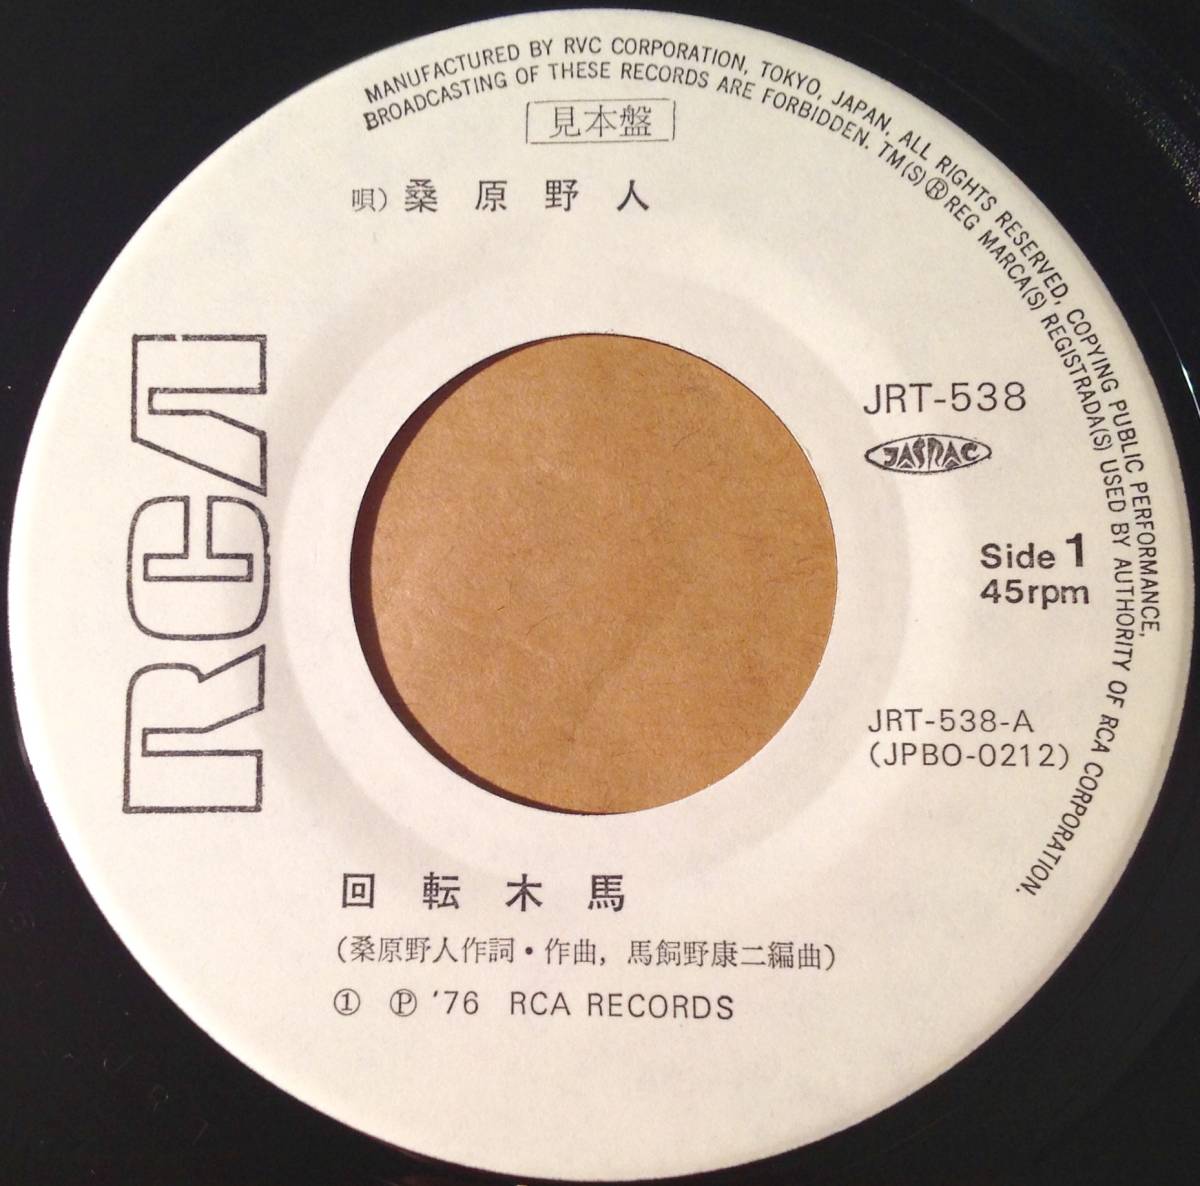 MANUFACTURED BY RVC CORPORATION, TOKYO, JAPAN. ALL RIGHTS RESERVED, COPYING PUBLIC PERFORMANCE,
BROADCASTING OF THESE RECORDS ARE FORBIDDEN. TM(S)®REG MARCA(S) REGISTRADA(S) USED BY AUTHORITY OF RCA CORPORATION.
見本盤
唄) 桑原野人
RCA
JRT-538
JASRAC
Side 1
45rpm
JRT-538-A
(JPBO-0212)
回転木馬
(桑原野人作詞・作曲, 馬飼野康二編曲)
① Ⓟ '76 RCA RECORDS